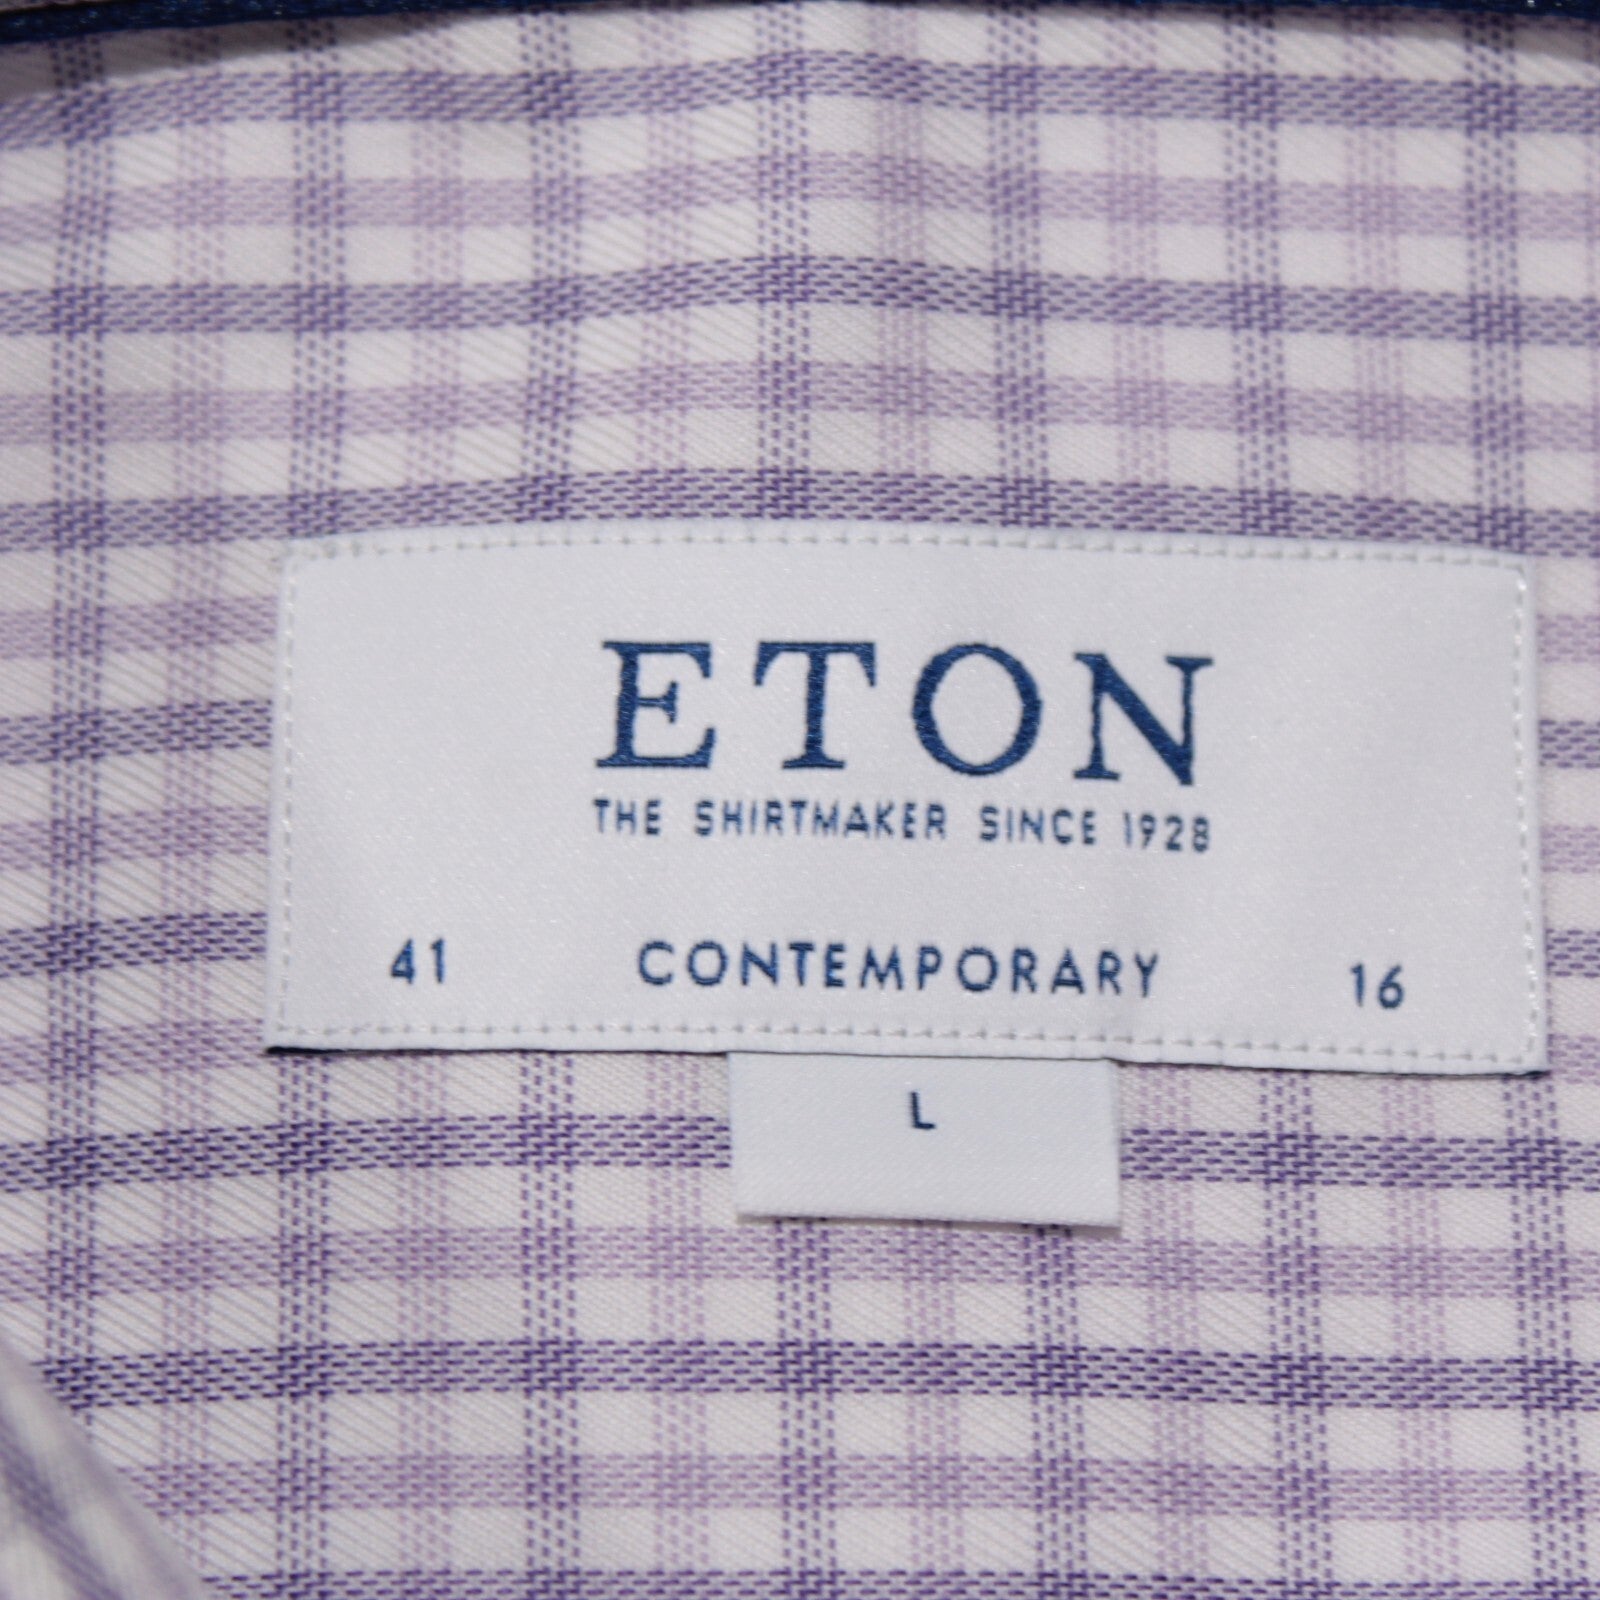 ETON
THE SHIRTMAKER SINCE 1928
41 CONTEMPORARY 16
L